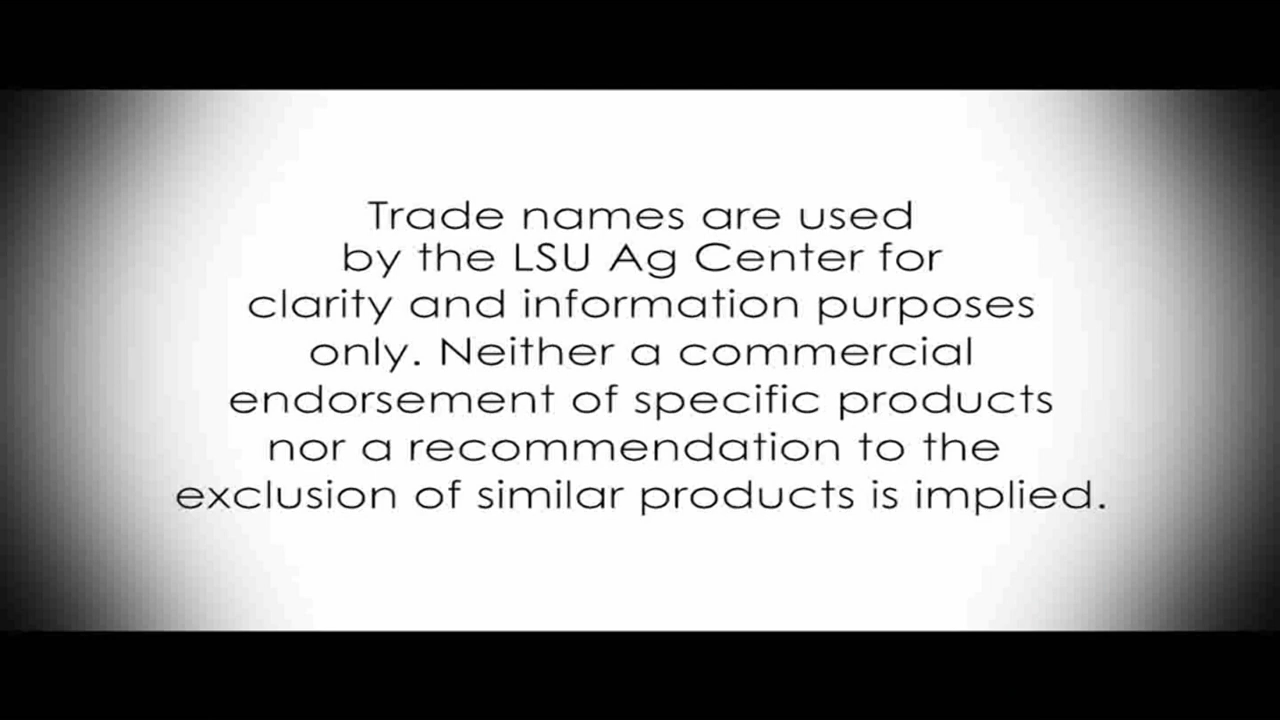 Trade names are used
by the LSU Ag Center for
clarity and information purposes
only. Neither a commercial
endorsement of specific products
nor a recommendation to the
exclusion of similar products is implied.